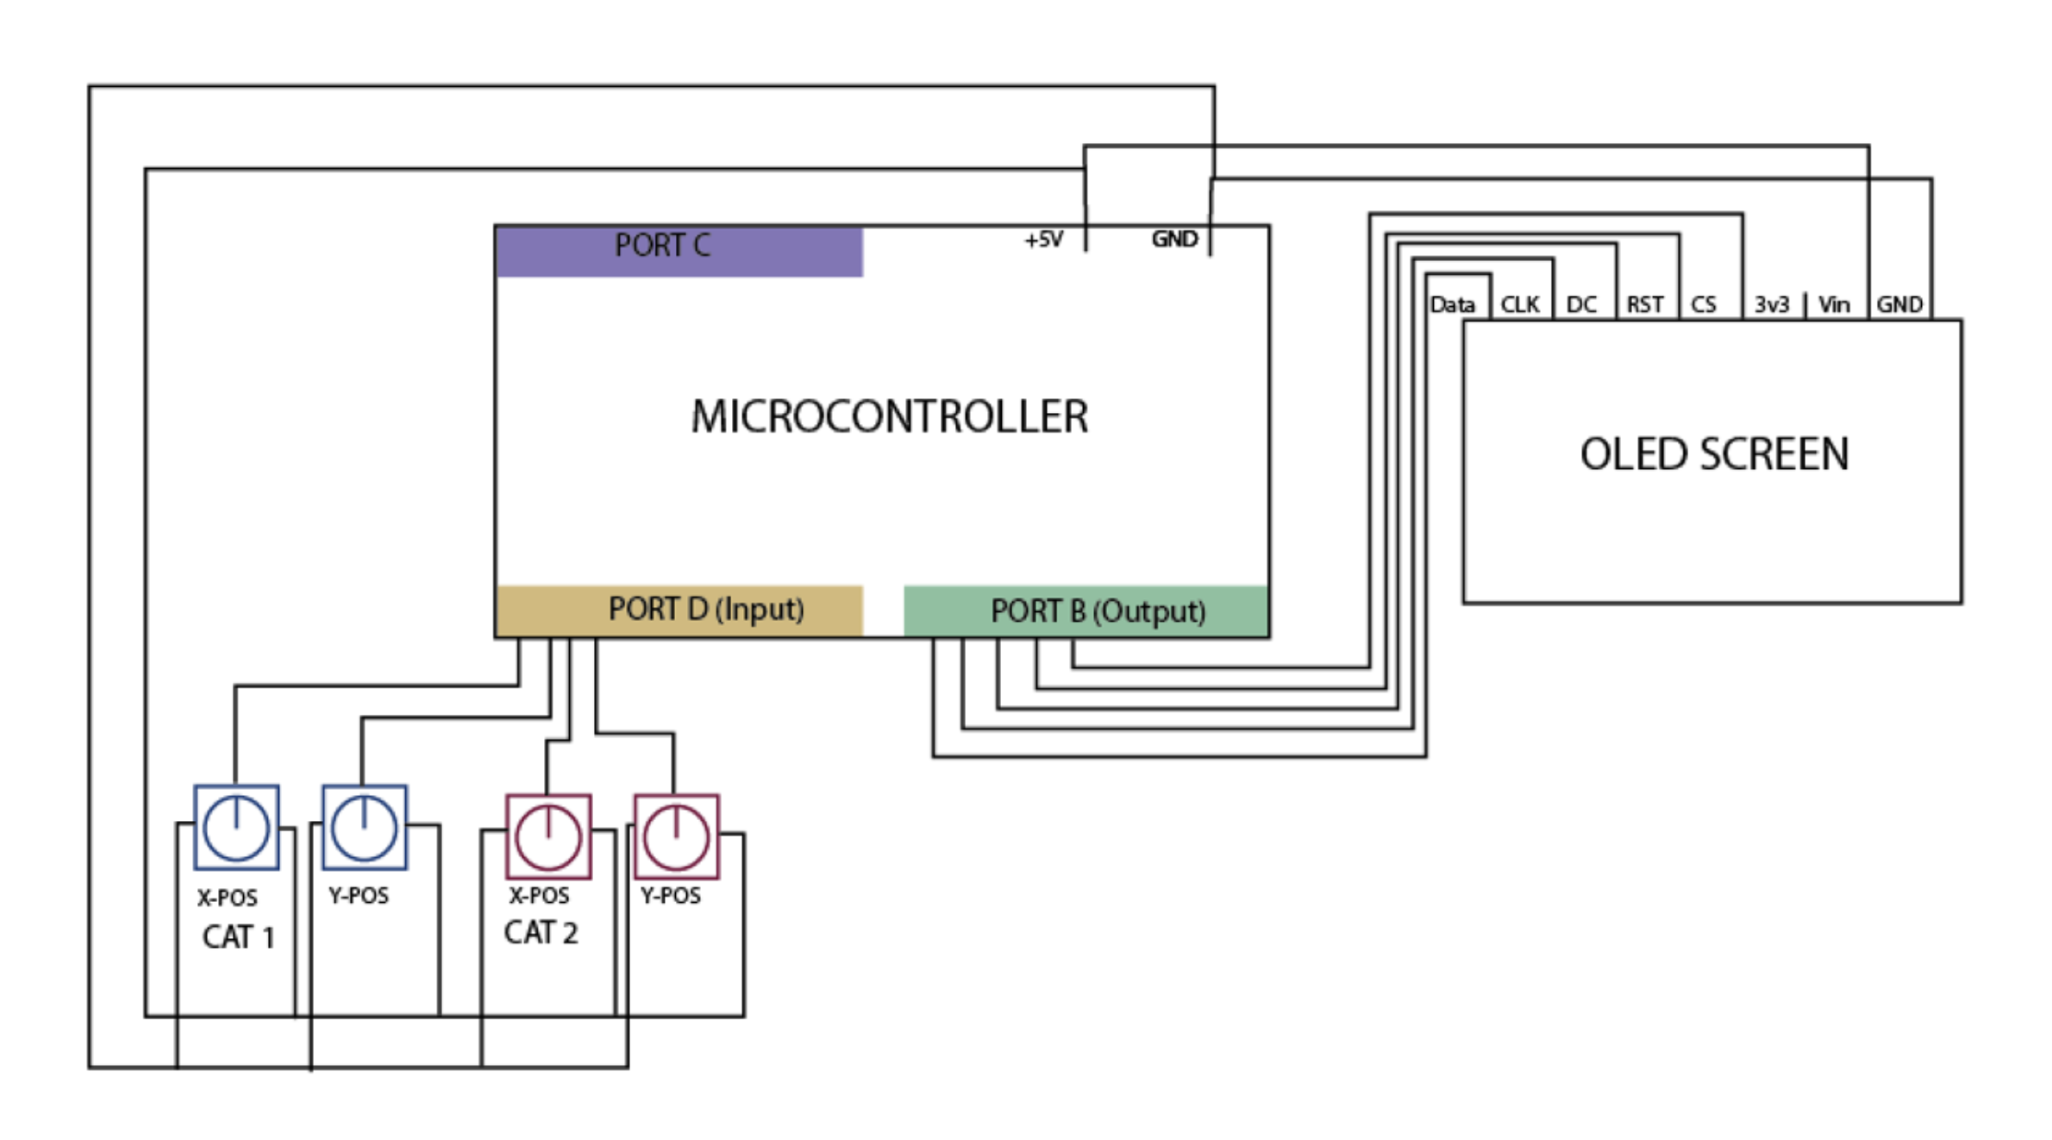 PORT C
+5V
GND
Data
CLK
DC
RST
CS
3v3
Vin
GND
MICROCONTROLLER
OLED SCREEN
PORT D (Input)
PORT B (Output)
X-POS
Y-POS
CAT 1
X-POS
Y-POS
CAT 2